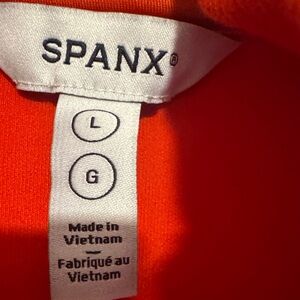 SPANX®
L
G
Made in
Vietnam
Fabriqué au
Vietnam